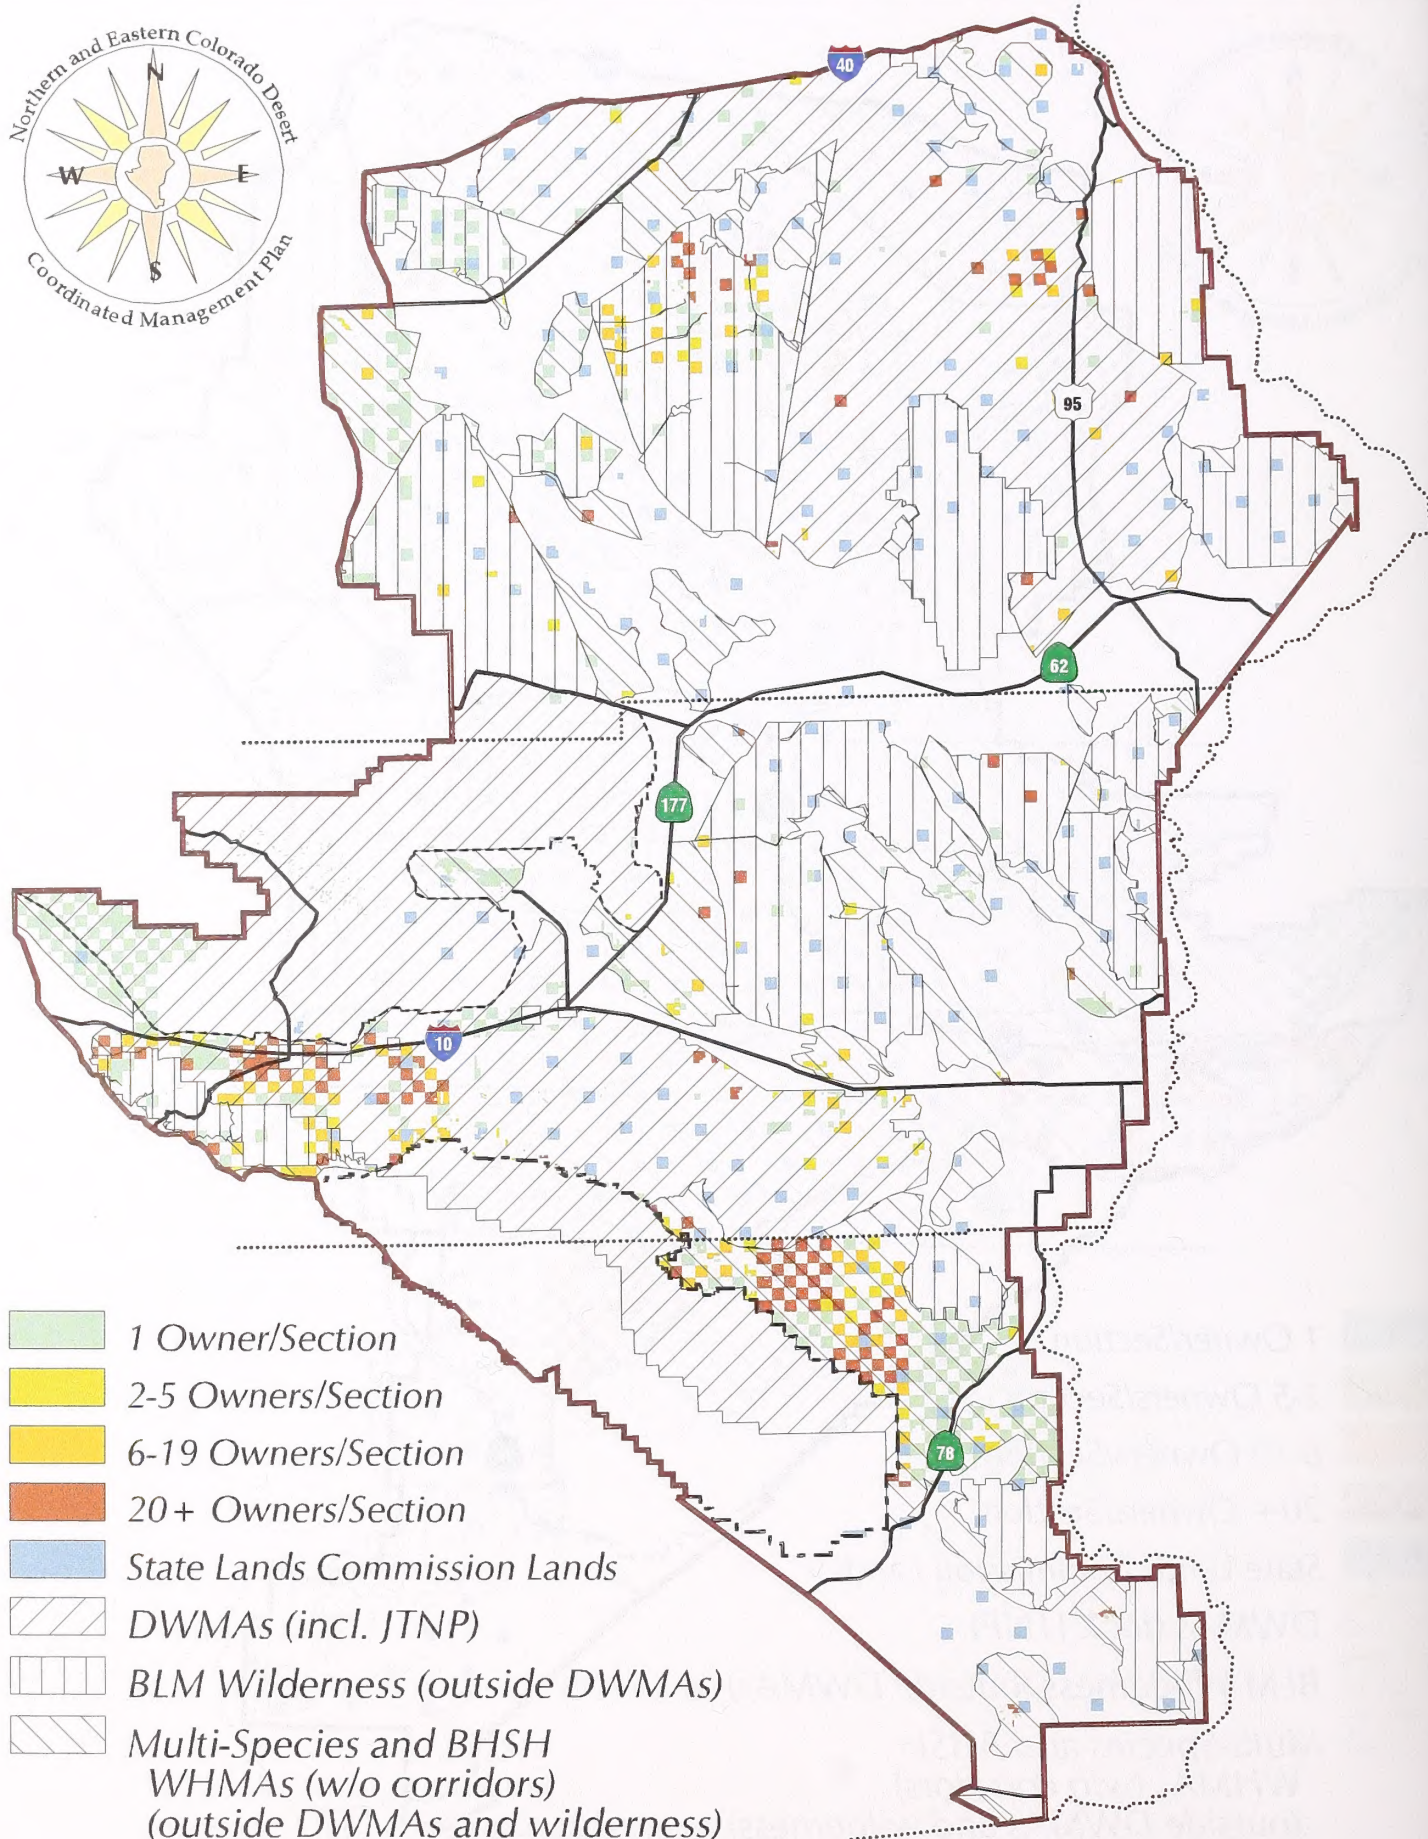 Northern and Eastern Colorado Desert
N
W E
S
Coordinated Management Plan
40
95
62
177
10
78
1 Owner/Section
2-5 Owners/Section
6-19 Owners/Section
20+ Owners/Section
State Lands Commission Lands
DWMAs (incl. JTNP)
BLM Wilderness (outside DWMAs)
Multi-Species and BHSH
WHMAs (w/o corridors)
(outside DWMAs and wilderness)